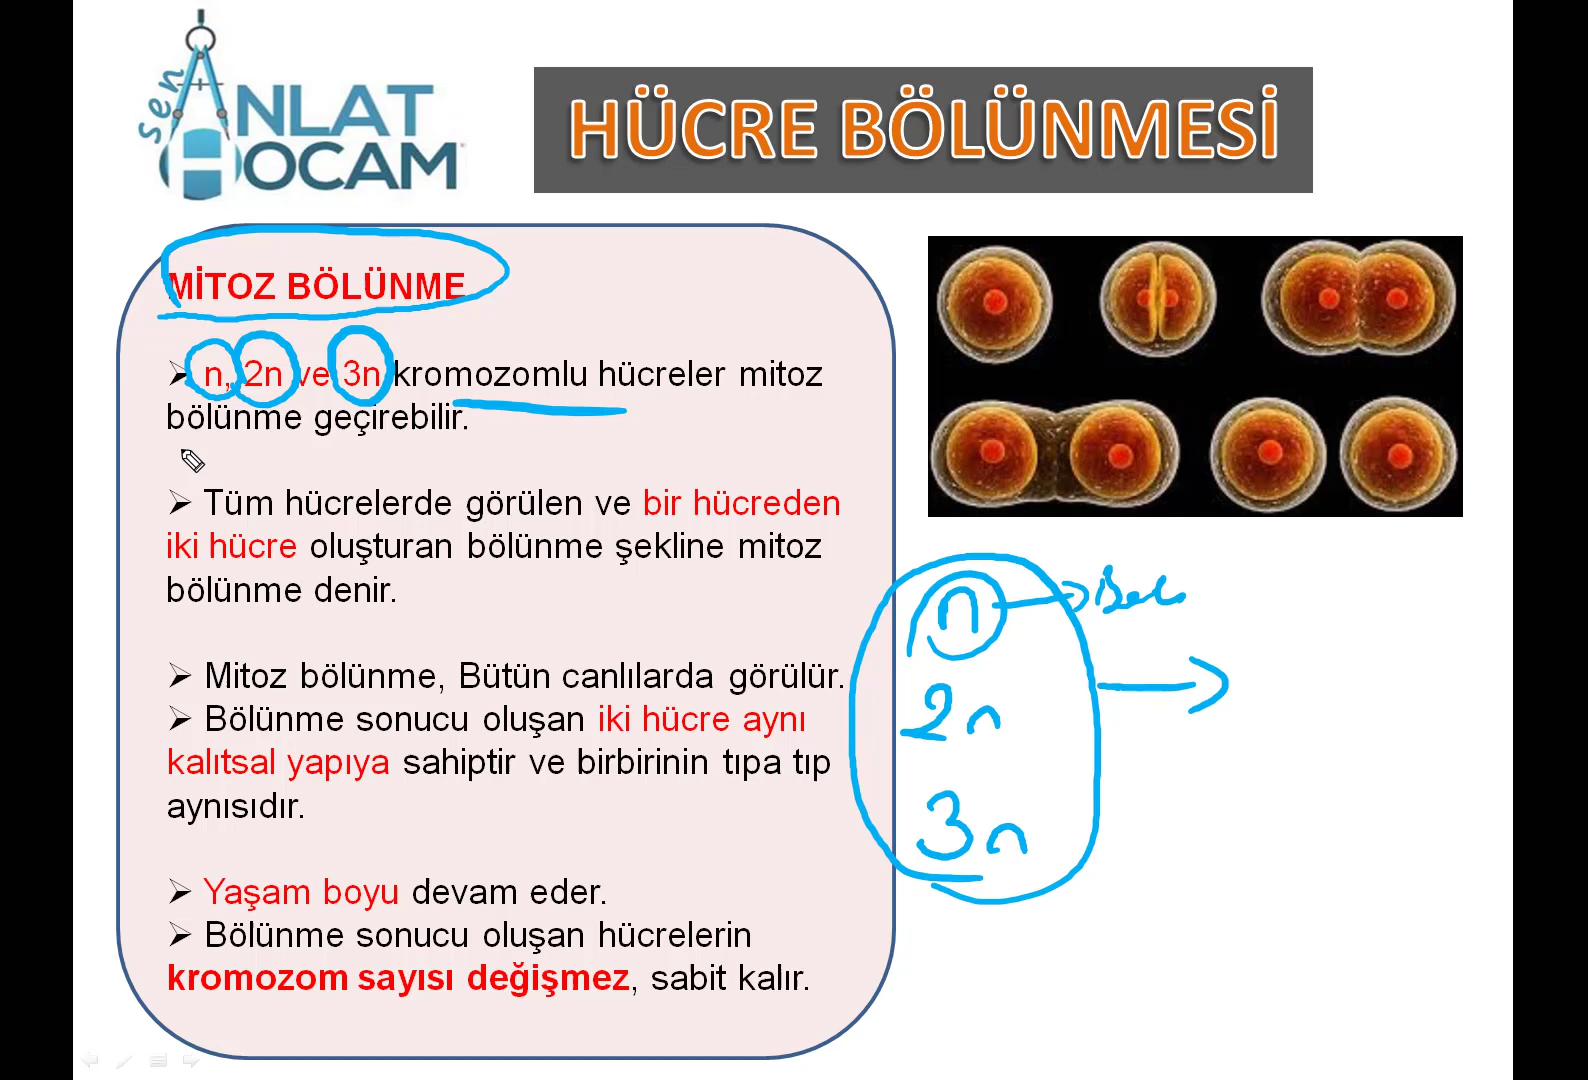 sen
ANLAT
HOCAM
HÜCRE BÖLÜNMESİ
MİTOZ BÖLÜNME
➢ n, 2n ve 3n kromozomlu hücreler mitoz
bölünme geçirebilir.
➢ Tüm hücrelerde görülen ve bir hücreden
iki hücre oluşturan bölünme şekline mitoz
bölünme denir.
➢ Mitoz bölünme, Bütün canlılarda görülür.
➢ Bölünme sonucu oluşan iki hücre aynı
kalıtsal yapıya sahiptir ve birbirinin tıpa tıp
aynısıdır.
➢ Yaşam boyu devam eder.
➢ Bölünme sonucu oluşan hücrelerin
kromozom sayısı değişmez, sabit kalır.
n
2n
3n